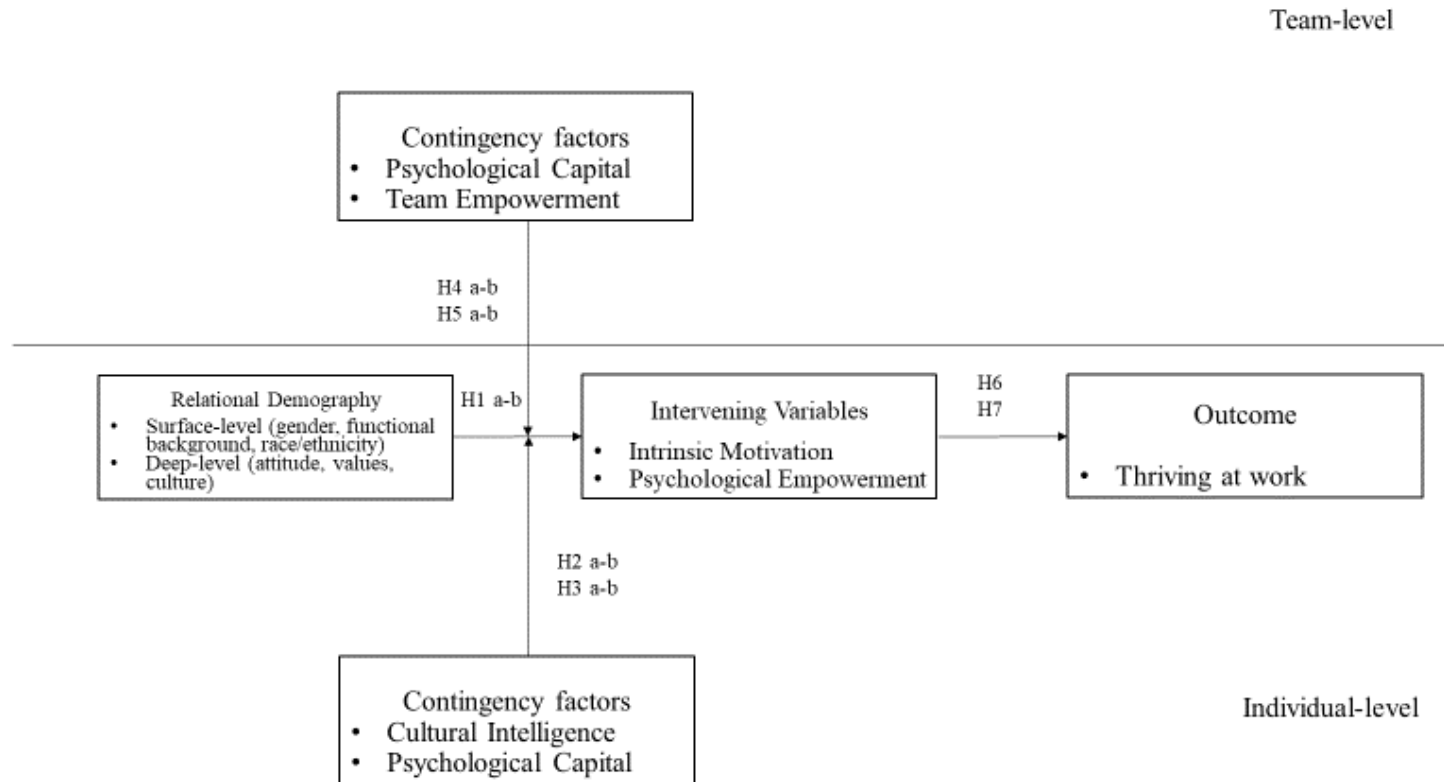 Team-level
Contingency factors
• Psychological Capital
• Team Empowerment
H4 a-b
H5 a-b
Relational Demography
• Surface-level (gender, functional
background, race/ethnicity)
• Deep-level (attitude, values,
culture)
H1 a-b
Intervening Variables
• Intrinsic Motivation
• Psychological Empowerment
H6
H7
Outcome
• Thriving at work
H2 a-b
H3 a-b
Contingency factors
• Cultural Intelligence
• Psychological Capital
Individual-level